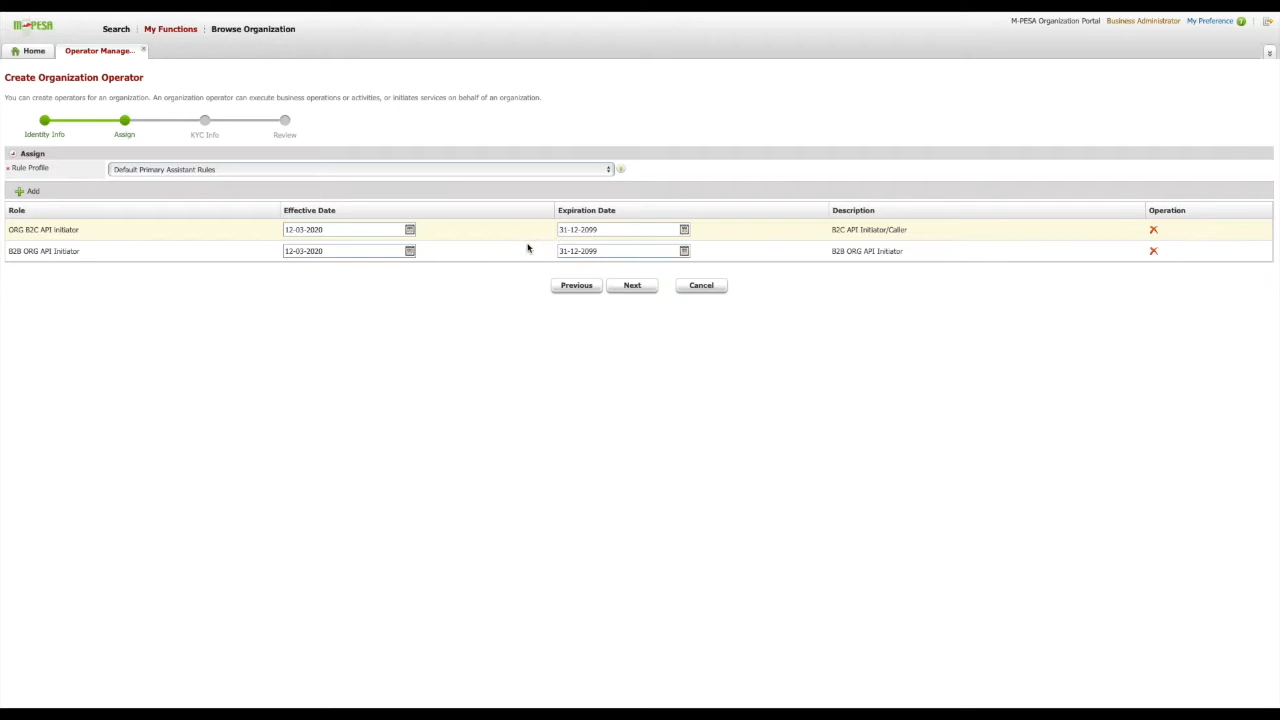 M-PESA
Search My Functions Browse Organization
M-PESA Organization Portal Business Administrator My Preference ?
Home Operator Manage...
Create Organization Operator
You can create operators for an organization. An organization operator can execute business operations or activities, or initiates services on behalf of an organization.
Identity Info Assign KYC Info Review
Assign
* Rule Profile Default Primary Assistant Rules
Add
Role Effective Date Expiration Date Description Operation
ORG B2C API initiator 12-03-2020 31-12-2099 B2C API Initiator/Caller
B2B ORG API Initiator 12-03-2020 31-12-2099 B2B ORG API Initiator
Previous Next Cancel